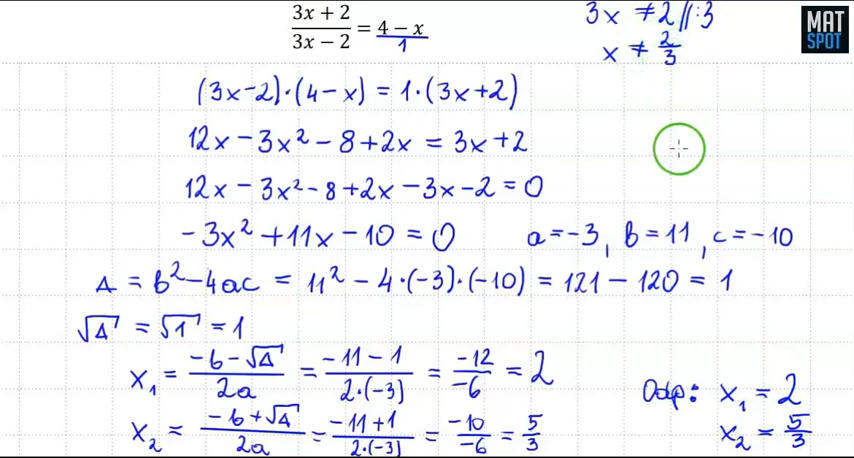 (3x + 2)/(3x − 2) = (4 − x)/1
3x ≠ 2 //:3
x ≠ 2/3
MAT SPOT
(3x−2)·(4−x) = 1·(3x+2)
12x − 3x² − 8 + 2x = 3x + 2
12x − 3x² − 8 + 2x − 3x − 2 = 0
−3x² + 11x − 10 = 0 a = −3, b = 11, c = −10
Δ = b² − 4ac = 11² − 4·(−3)·(−10) = 121 − 120 = 1
√Δ = √1 = 1
x₁ = (−b − √Δ)/(2a) = (−11 − 1)/(2·(−3)) = (−12)/(−6) = 2
x₂ = (−b + √Δ)/(2a) = (−11 + 1)/(2·(−3)) = (−10)/(−6) = 5/3
Odp: x₁ = 2
x₂ = 5/3